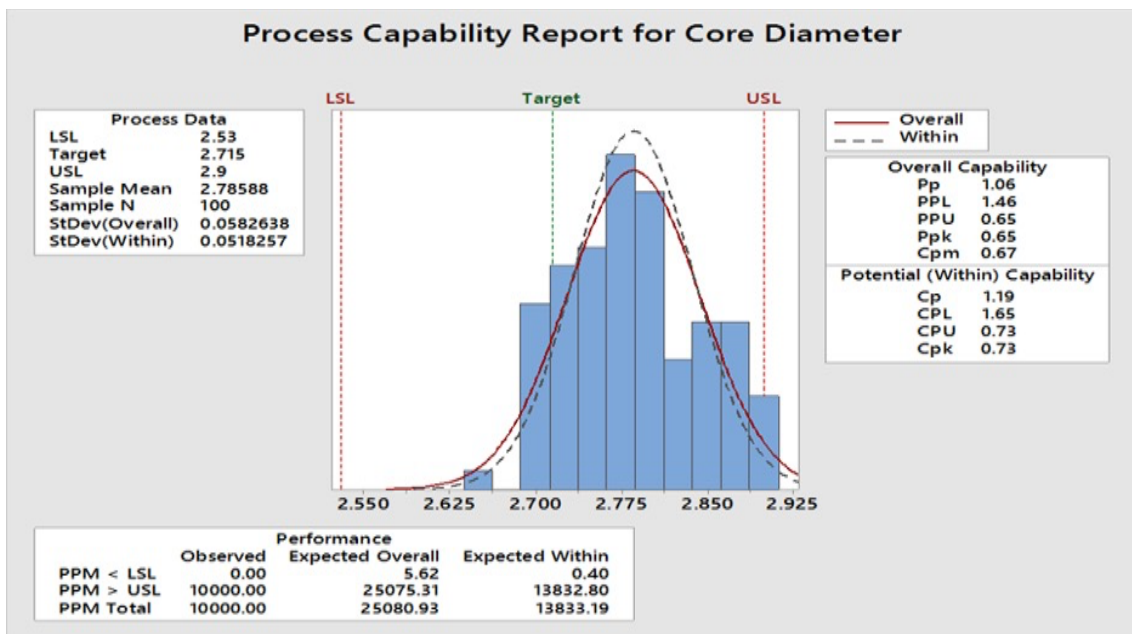 Process Capability Report for Core Diameter
LSL Target USL
Process Data
LSL 2.53
Target 2.715
USL 2.9
Sample Mean 2.78588
Sample N 100
StDev(Overall) 0.0582638
StDev(Within) 0.0518257
Overall
Within
Overall Capability
Pp 1.06
PPL 1.46
PPU 0.65
Ppk 0.65
Cpm 0.67
Potential (Within) Capability
Cp 1.19
CPL 1.65
CPU 0.73
Cpk 0.73
2.550 2.625 2.700 2.775 2.850 2.925
Performance
Observed Expected Overall Expected Within
PPM < LSL 0.00 5.62 0.40
PPM > USL 10000.00 25075.31 13832.80
PPM Total 10000.00 25080.93 13833.19